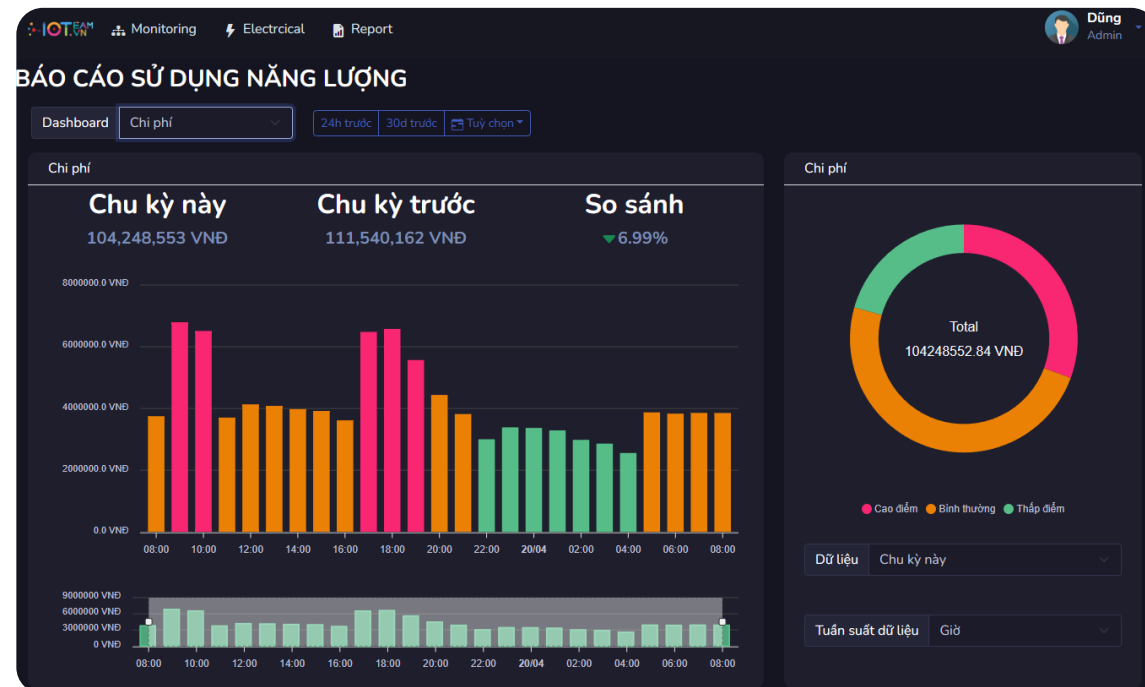 IOTEAM.VN Monitoring Electrcical Report Dũng
Admin
BÁO CÁO SỬ DỤNG NĂNG LƯỢNG
Dashboard Chi phí 24h trước 30d trước Tuỳ chọn
Chi phí
Chu kỳ này Chu kỳ trước So sánh
104,248,553 VNĐ 111,540,162 VNĐ 6.99%
8000000.0 VNĐ
6000000.0 VNĐ
4000000.0 VNĐ
2000000.0 VNĐ
0.0 VNĐ
08:00 10:00 12:00 14:00 16:00 18:00 20:00 22:00 20/04 02:00 04:00 06:00 08:00
9000000 VNĐ
6000000 VNĐ
3000000 VNĐ
0 VNĐ
08:00 10:00 12:00 14:00 16:00 18:00 20:00 22:00 20/04 02:00 04:00 06:00 08:00
Chi phí
Total
104248552.84 VNĐ
Cao điểm Bình thường Thấp điểm
Dữ liệu Chu kỳ này
Tuần suất dữ liệu Giờ